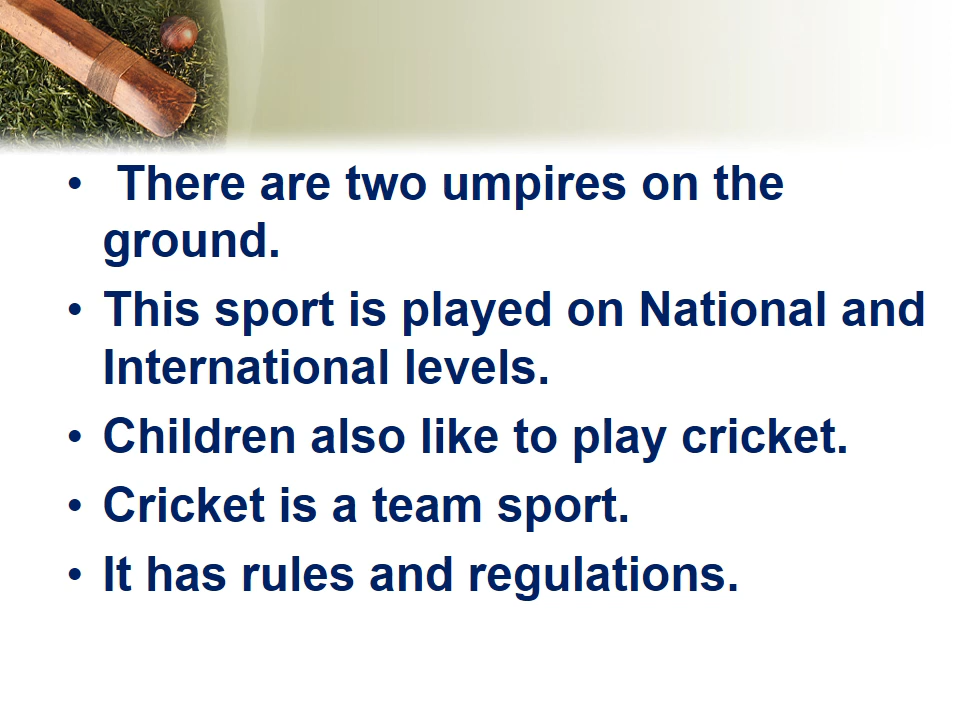 • There are two umpires on the
ground.
• This sport is played on National and
International levels.
• Children also like to play cricket.
• Cricket is a team sport.
• It has rules and regulations.